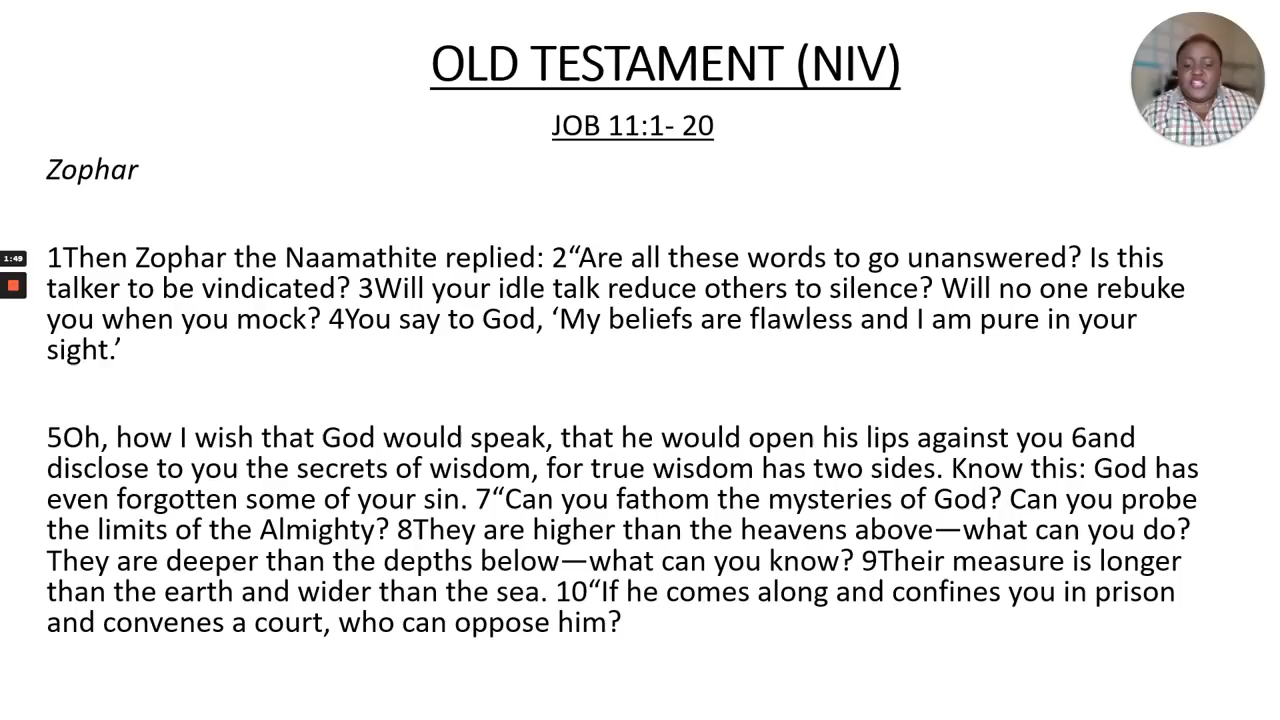 OLD TESTAMENT (NIV)
JOB 11:1- 20
Zophar
1Then Zophar the Naamathite replied: 2“Are all these words to go unanswered? Is this
talker to be vindicated? 3Will your idle talk reduce others to silence? Will no one rebuke
you when you mock? 4You say to God, ‘My beliefs are flawless and I am pure in your
sight.’
1:49
5Oh, how I wish that God would speak, that he would open his lips against you 6and
disclose to you the secrets of wisdom, for true wisdom has two sides. Know this: God has
even forgotten some of your sin. 7“Can you fathom the mysteries of God? Can you probe
the limits of the Almighty? 8They are higher than the heavens above—what can you do?
They are deeper than the depths below—what can you know? 9Their measure is longer
than the earth and wider than the sea. 10“If he comes along and confines you in prison
and convenes a court, who can oppose him?